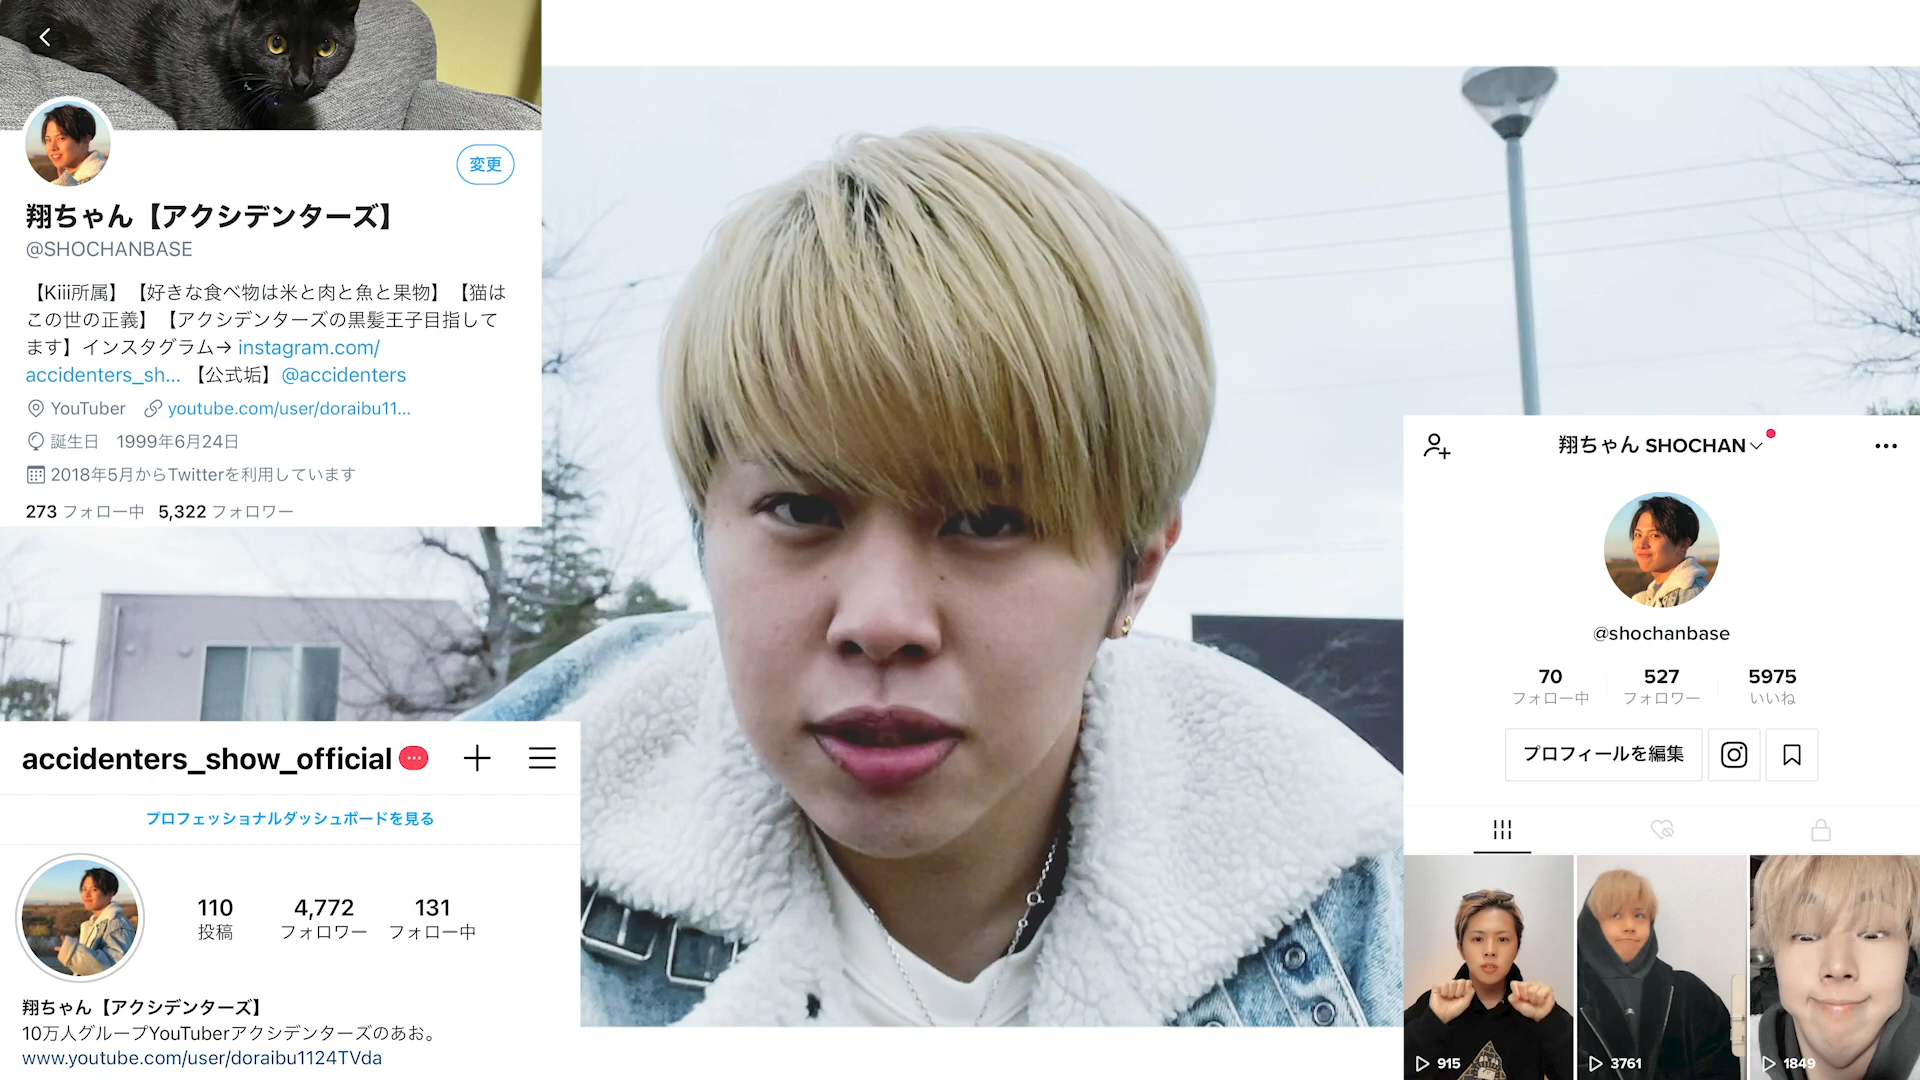 変更
翔ちゃん【アクシデンターズ】
@SHOCHANBASE
【Kiii所属】【好きな食べ物は米と肉と魚と果物】【猫は
この世の正義】【アクシデンターズの黒髪王子目指して
ます】インスタグラム→ instagram.com/
accidenters_sh... 【公式垢】@accidenters
YouTuber youtube.com/user/doraibu11...
誕生日 1999年6月24日
2018年5月からTwitterを利用しています
273 フォロー中 5,322 フォロワー
accidenters_show_official
プロフェッショナルダッシュボードを見る
110 4,772 131
投稿 フォロワー フォロー中
翔ちゃん【アクシデンターズ】
10万人グループYouTuberアクシデンターズのあお。
www.youtube.com/user/doraibu1124TVda
翔ちゃん SHOCHAN
@shochanbase
70 527 5975
フォロー中 フォロワー いいね
プロフィールを編集
915 3761 1849